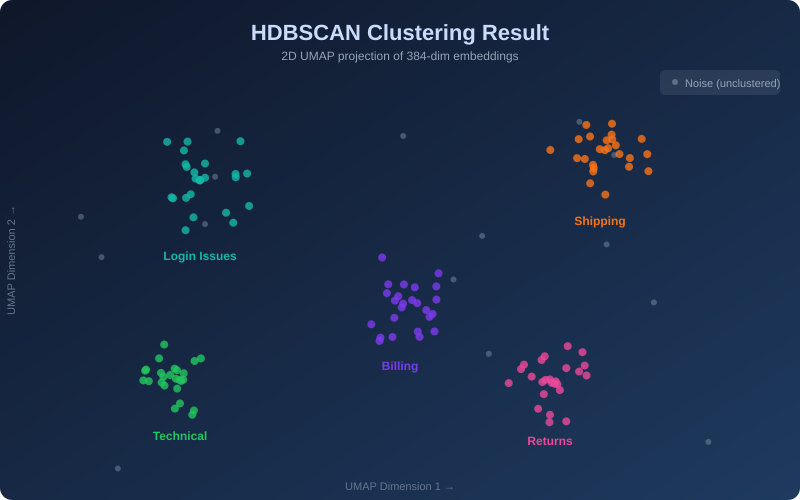 HDBSCAN Clustering Result
2D UMAP projection of 384-dim embeddings
Noise (unclustered)
Shipping
Login Issues
UMAP Dimension 2 →
Billing
Technical
Returns
UMAP Dimension 1 →